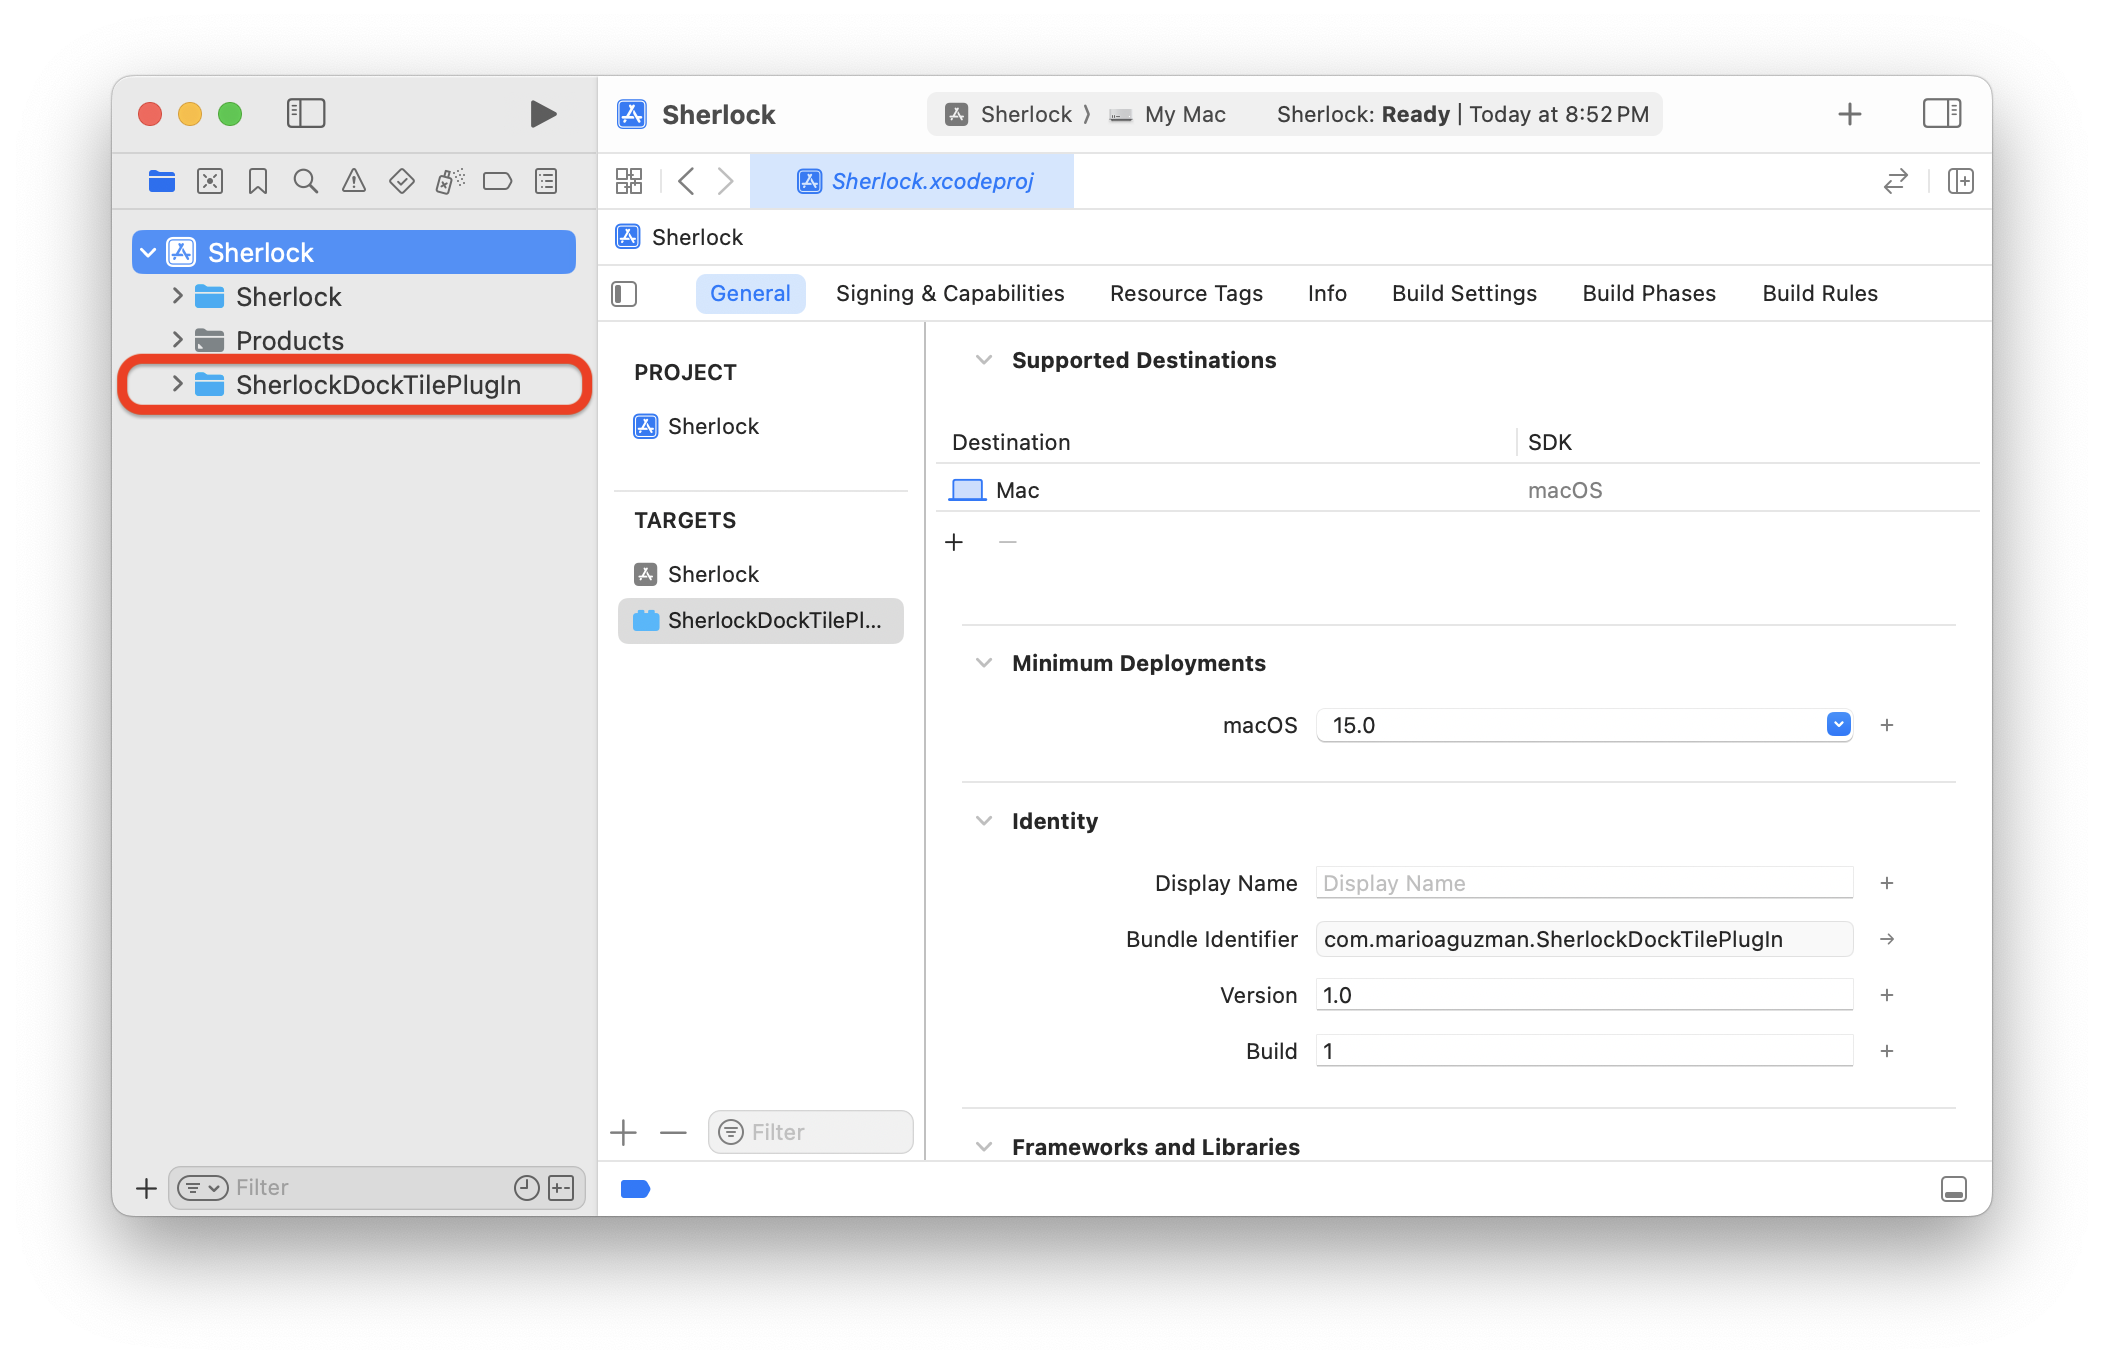 Sherlock
Sherlock ⟩ My Mac Sherlock: Ready | Today at 8:52 PM
Sherlock.xcodeproj
Sherlock
Sherlock
Products
SherlockDockTilePlugIn
Filter
Sherlock
General Signing & Capabilities Resource Tags Info Build Settings Build Phases Build Rules
PROJECT
Sherlock
TARGETS
Sherlock
SherlockDockTilePl...
Filter
Supported Destinations
Destination SDK
Mac macOS
Minimum Deployments
macOS 15.0
Identity
Display Name Display Name
Bundle Identifier com.marioaguzman.SherlockDockTilePlugIn
Version 1.0
Build 1
Frameworks and Libraries